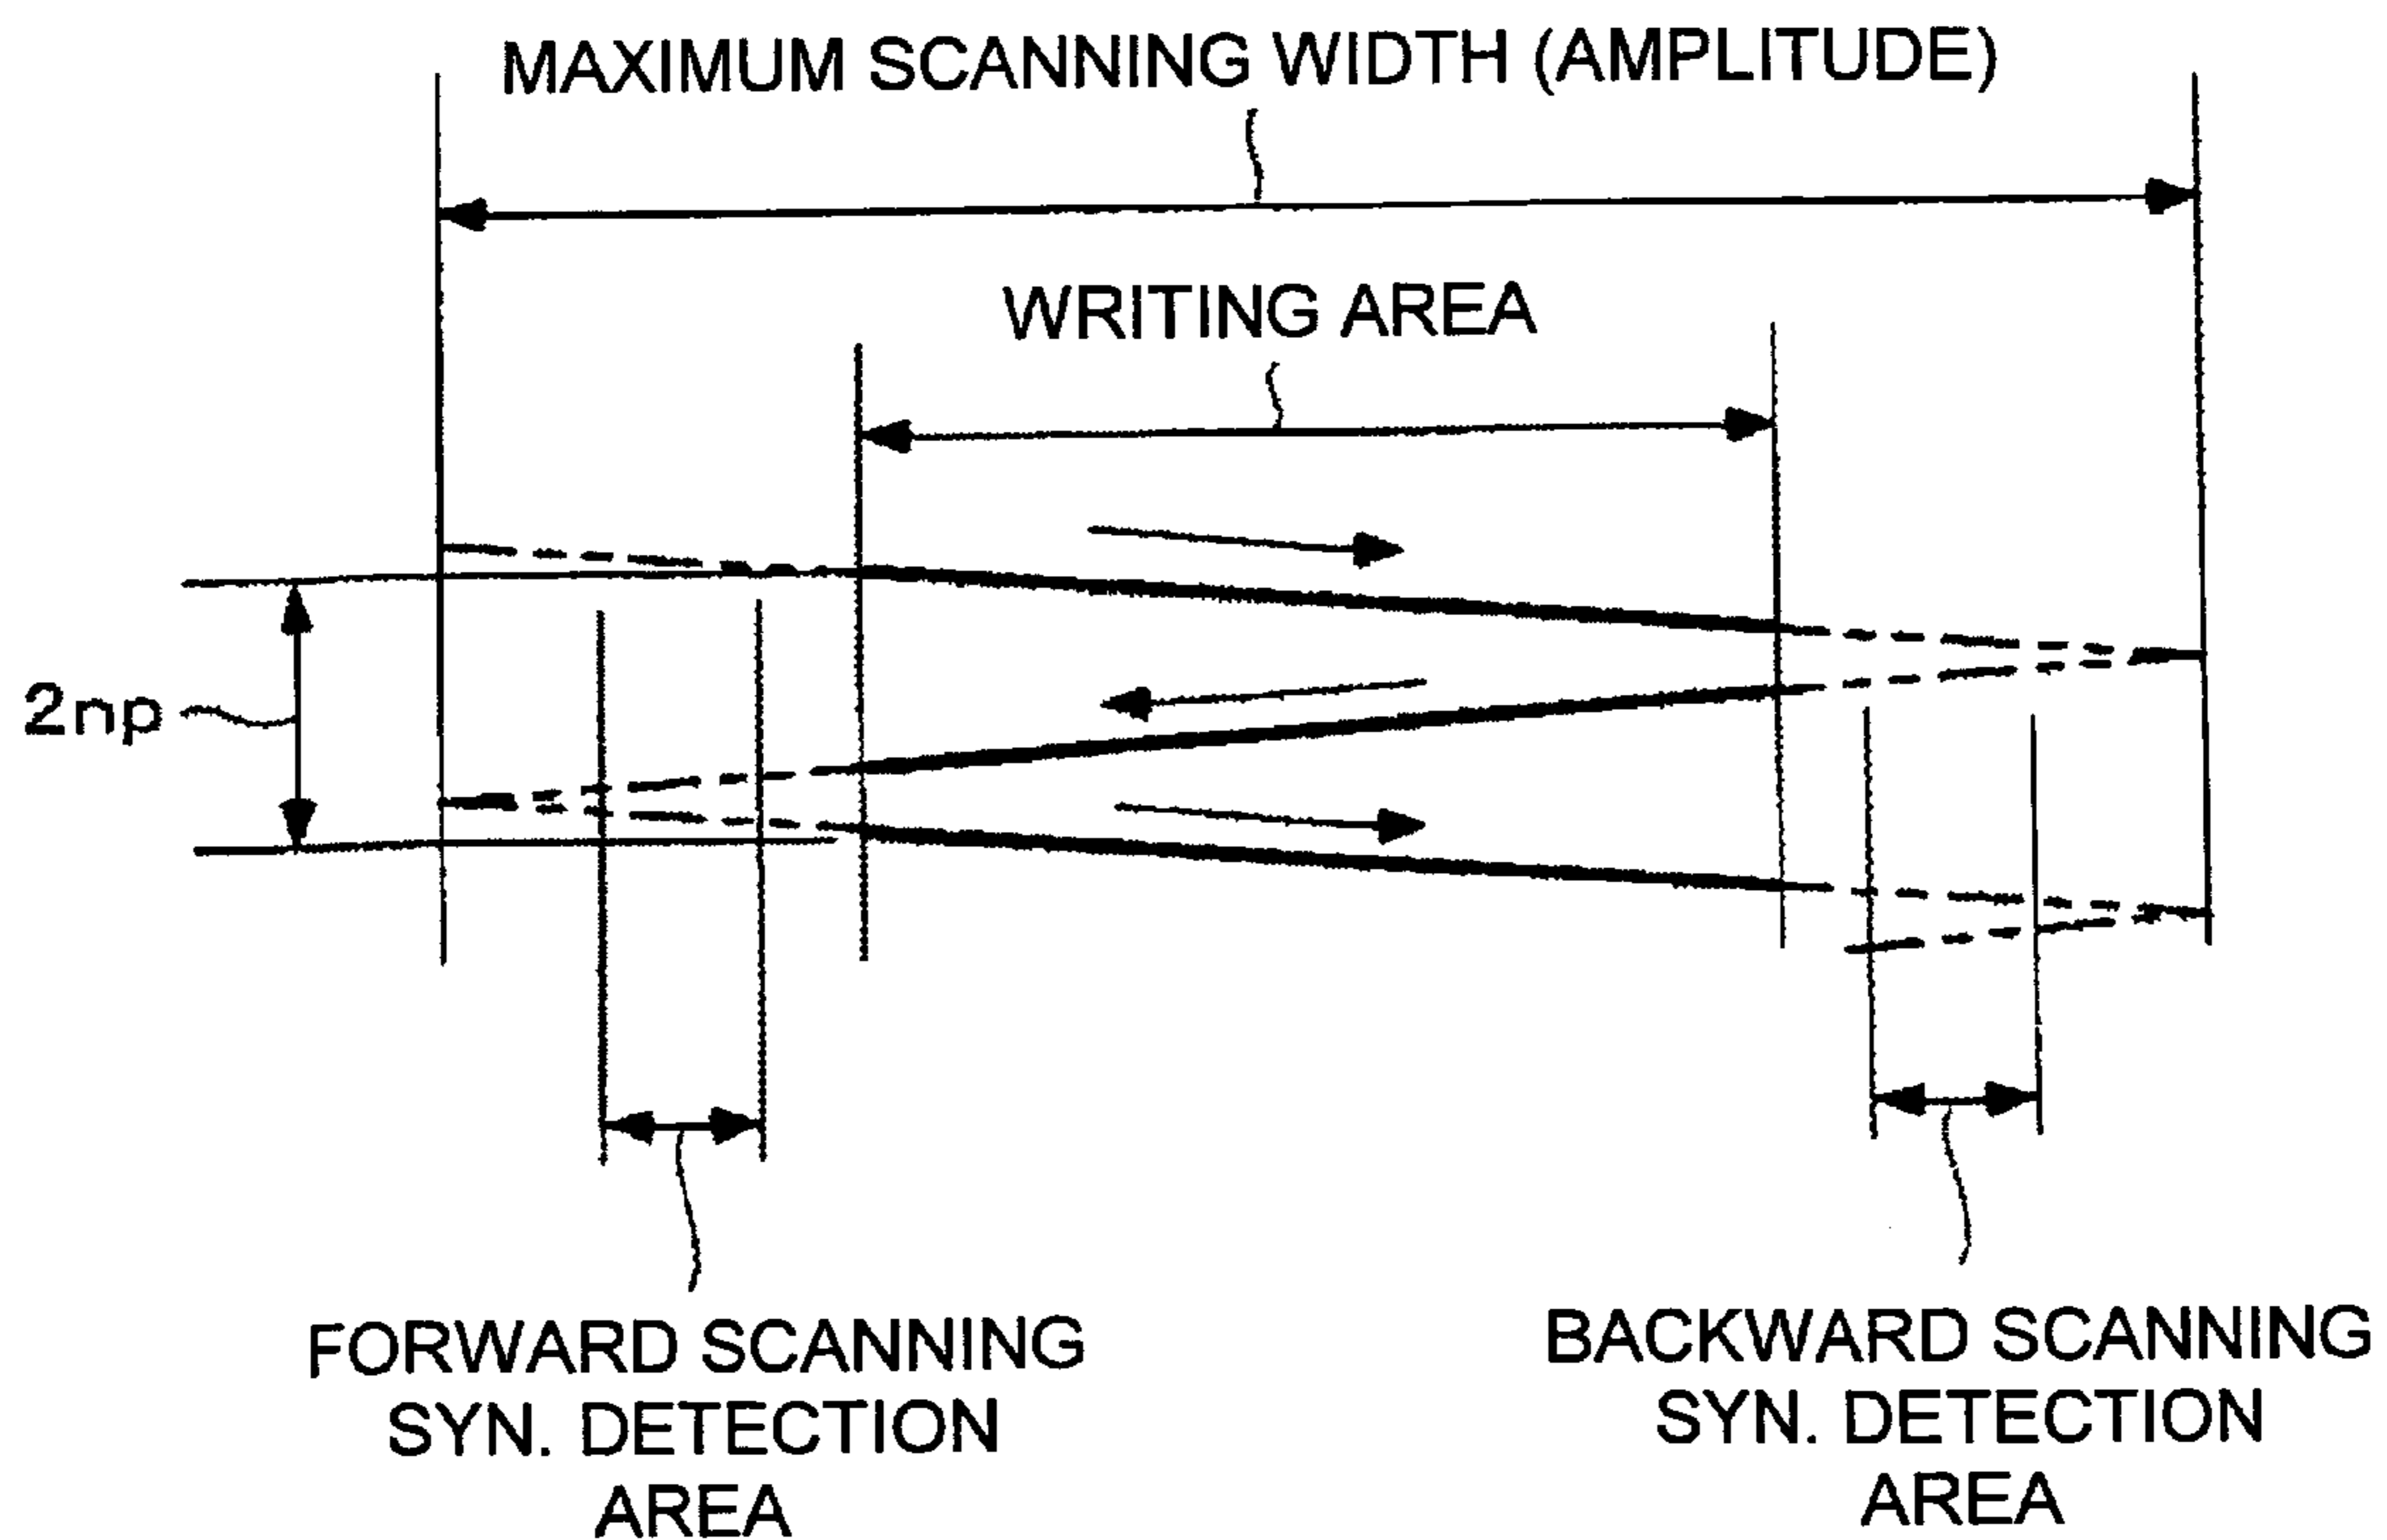 MAXIMUM SCANNING WIDTH (AMPLITUDE)
WRITING AREA
2np
FORWARD SCANNING
SYN. DETECTION
AREA
BACKWARD SCANNING
SYN. DETECTION
AREA